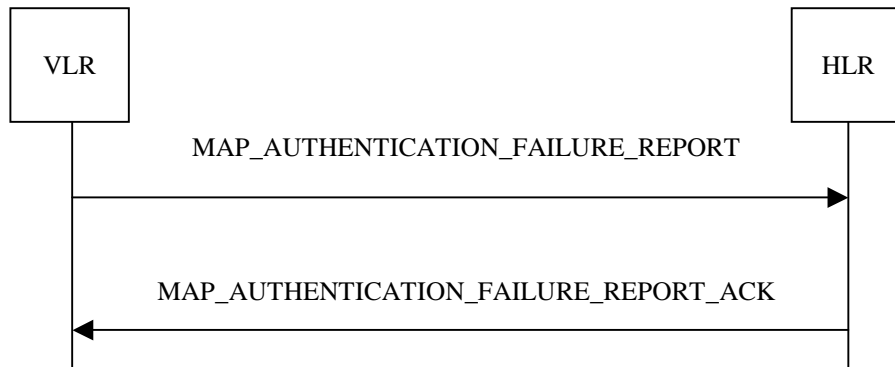 VLR
HLR
MAP_AUTHENTICATION_FAILURE_REPORT
MAP_AUTHENTICATION_FAILURE_REPORT_ACK